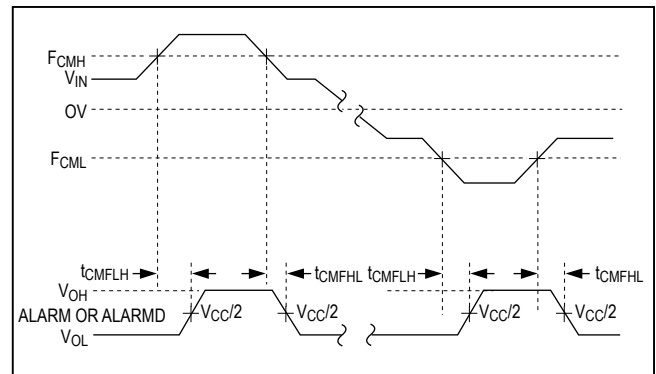 FCMH
VIN
OV
FCML
tCMFLH tCMFHL tCMFLH tCMFHL
VOH
ALARM OR ALARMD VCC/2 VCC/2 VCC/2 VCC/2
VOL